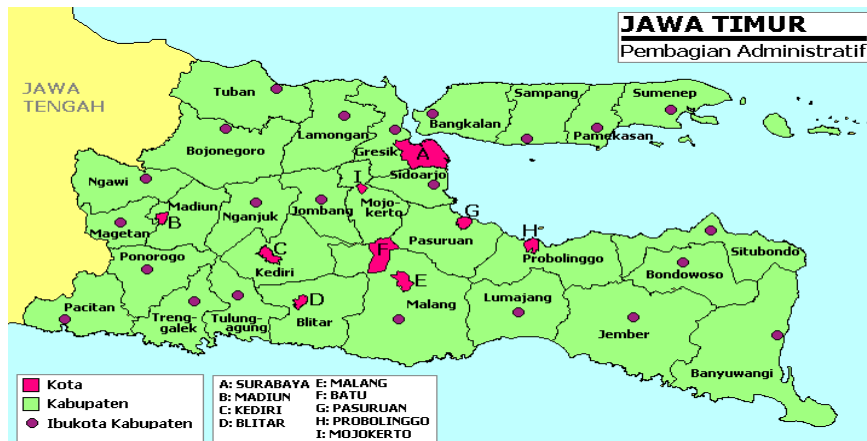 JAWA TIMUR
Pembagian Administratif
JAWA
TENGAH
Tuban
Sampang
Sumenep
Lamongan
Bangkalan
Pamekasan
Bojonegoro
Gresik
A
Sidoarjo
I
Ngawi
Madiun
B
Nganjuk
Jombang
Mojo-
kerto
G
Magetan
H
Pasuruan
Ponorogo
C
Kediri
F
Probolinggo
Situbondo
Bondowoso
E
Pacitan
Treng-
galek
Tulung-
agung
D
Blitar
Malang
Lumajang
Jember
Banyuwangi
Kota
Kabupaten
Ibukota Kabupaten
A: SURABAYA
B: MADIUN
C: KEDIRI
D: BLITAR
E: MALANG
F: BATU
G: PASURUAN
H: PROBOLINGGO
I: MOJOKERTO